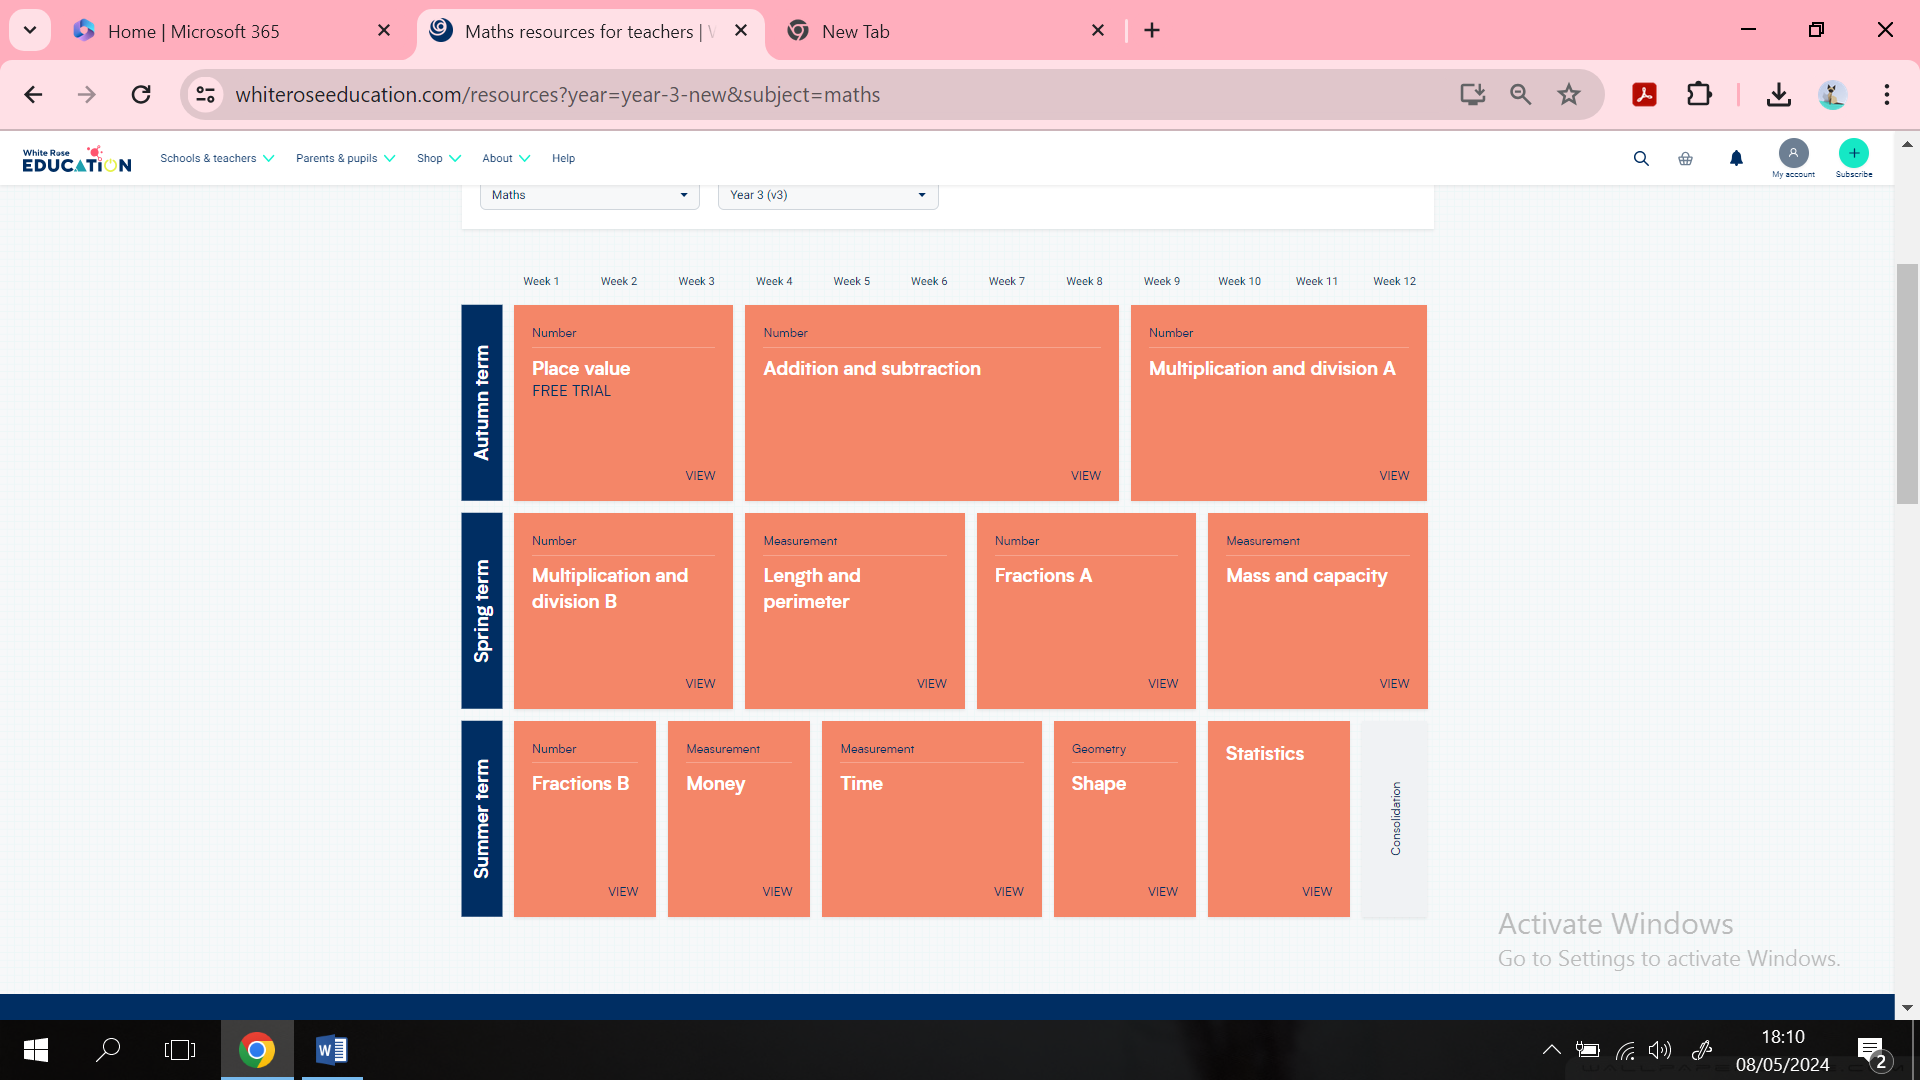 Home | Microsoft 365
Maths resources for teachers |
New Tab
whiteroseeducation.com/resources?year=year-3-new&subject=maths
White Rose
EDUCATION
Schools & teachers
Parents & pupils
Shop
About
Help
My account
Subscribe
Maths
Year 3 (v3)
Week 1
Week 2
Week 3
Week 4
Week 5
Week 6
Week 7
Week 8
Week 9
Week 10
Week 11
Week 12
Autumn term
Number
Place value
FREE TRIAL
VIEW
Number
Addition and subtraction
VIEW
Number
Multiplication and division A
VIEW
Spring term
Number
Multiplication and
division B
VIEW
Measurement
Length and
perimeter
VIEW
Number
Fractions A
VIEW
Measurement
Mass and capacity
VIEW
Summer term
Number
Fractions B
VIEW
Measurement
Money
VIEW
Measurement
Time
VIEW
Geometry
Shape
VIEW
Statistics
VIEW
Consolidation
Activate Windows
Go to Settings to activate Windows.
W
18:10
08/05/2024
2